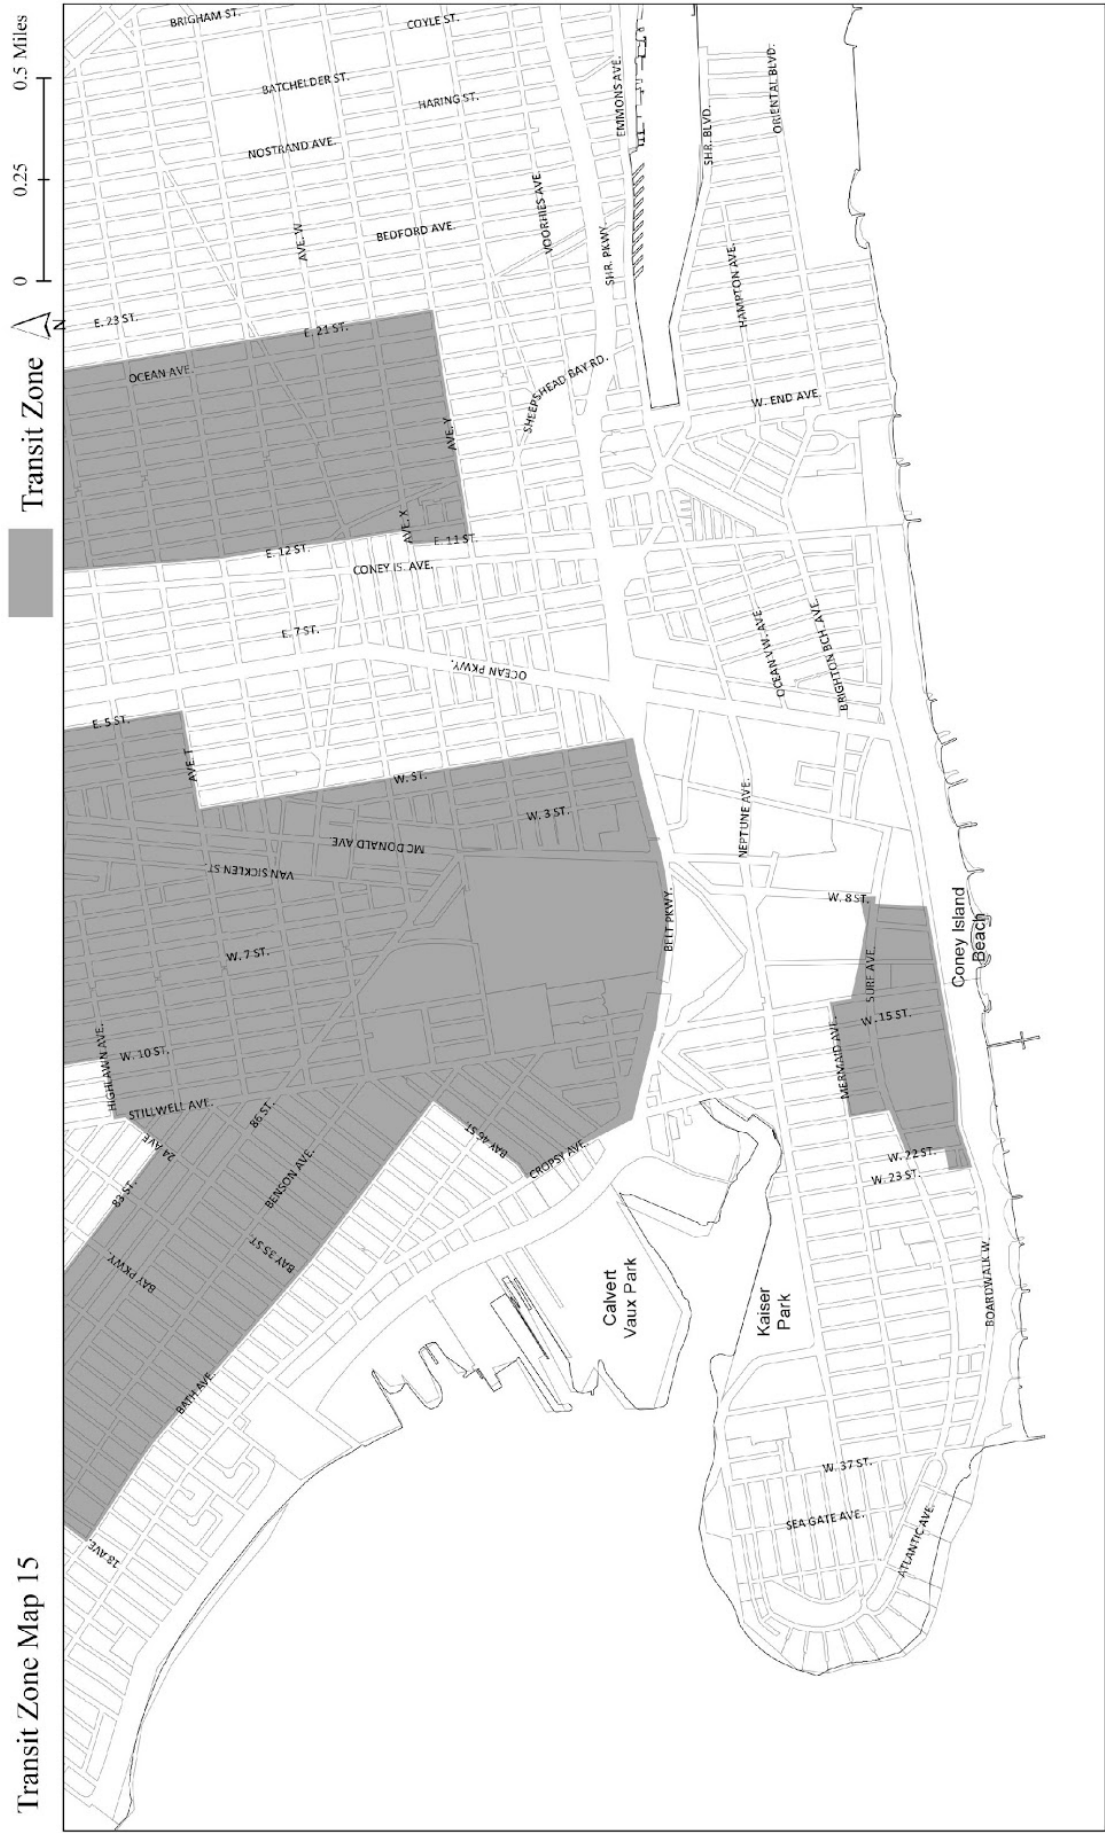 Transit Zone Map 15
Transit Zone
N
0
0.25
0.5 Miles
BRIGHAM ST.
COYLE ST.
BATCHELDER ST.
HARING ST.
NOSTRAND AVE.
EMMONS AVE.
SHR. BLVD.
ORIENTAL BLVD.
AVE. W
BEDFORD AVE.
VOORHIES AVE.
SHR. PKWY.
HAMPTON AVE.
E. 23 ST.
E. 21 ST.
OCEAN AVE.
SHEEPSHEAD BAY RD.
W. END AVE.
AVE. Y
AVE. X
E. 11 ST.
E. 12 ST.
CONEY IS. AVE.
E. 7 ST.
OCEAN PKWY.
OCEAN VW. AVE.
BRIGHTON BCH. AVE.
E. 5 ST.
AVE. T
W. ST.
W. 3 ST.
NEPTUNE AVE.
MC DONALD AVE
VAN SICKLEN ST.
W. 7 ST.
BELT PKWY.
W. 8 ST.
SURF AVE.
W. 15 ST.
Coney Island
Beach
HIGHLAWN AVE.
W. 10 ST.
STILLWELL AVE.
MERMAID AVE.
24 AVE
86 ST.
83 ST.
BENSON AVE.
BAY 46 ST.
CROPSY AVE.
W. 22 ST.
W. 23 ST.
BAY PKWY.
BAY 35 ST.
BATH AVE.
Calvert
Vaux Park
Kaiser
Park
BOARDWALK W.
W. 37 ST.
SEA GATE AVE.
ATLANTIC AVE.
18 AVE.